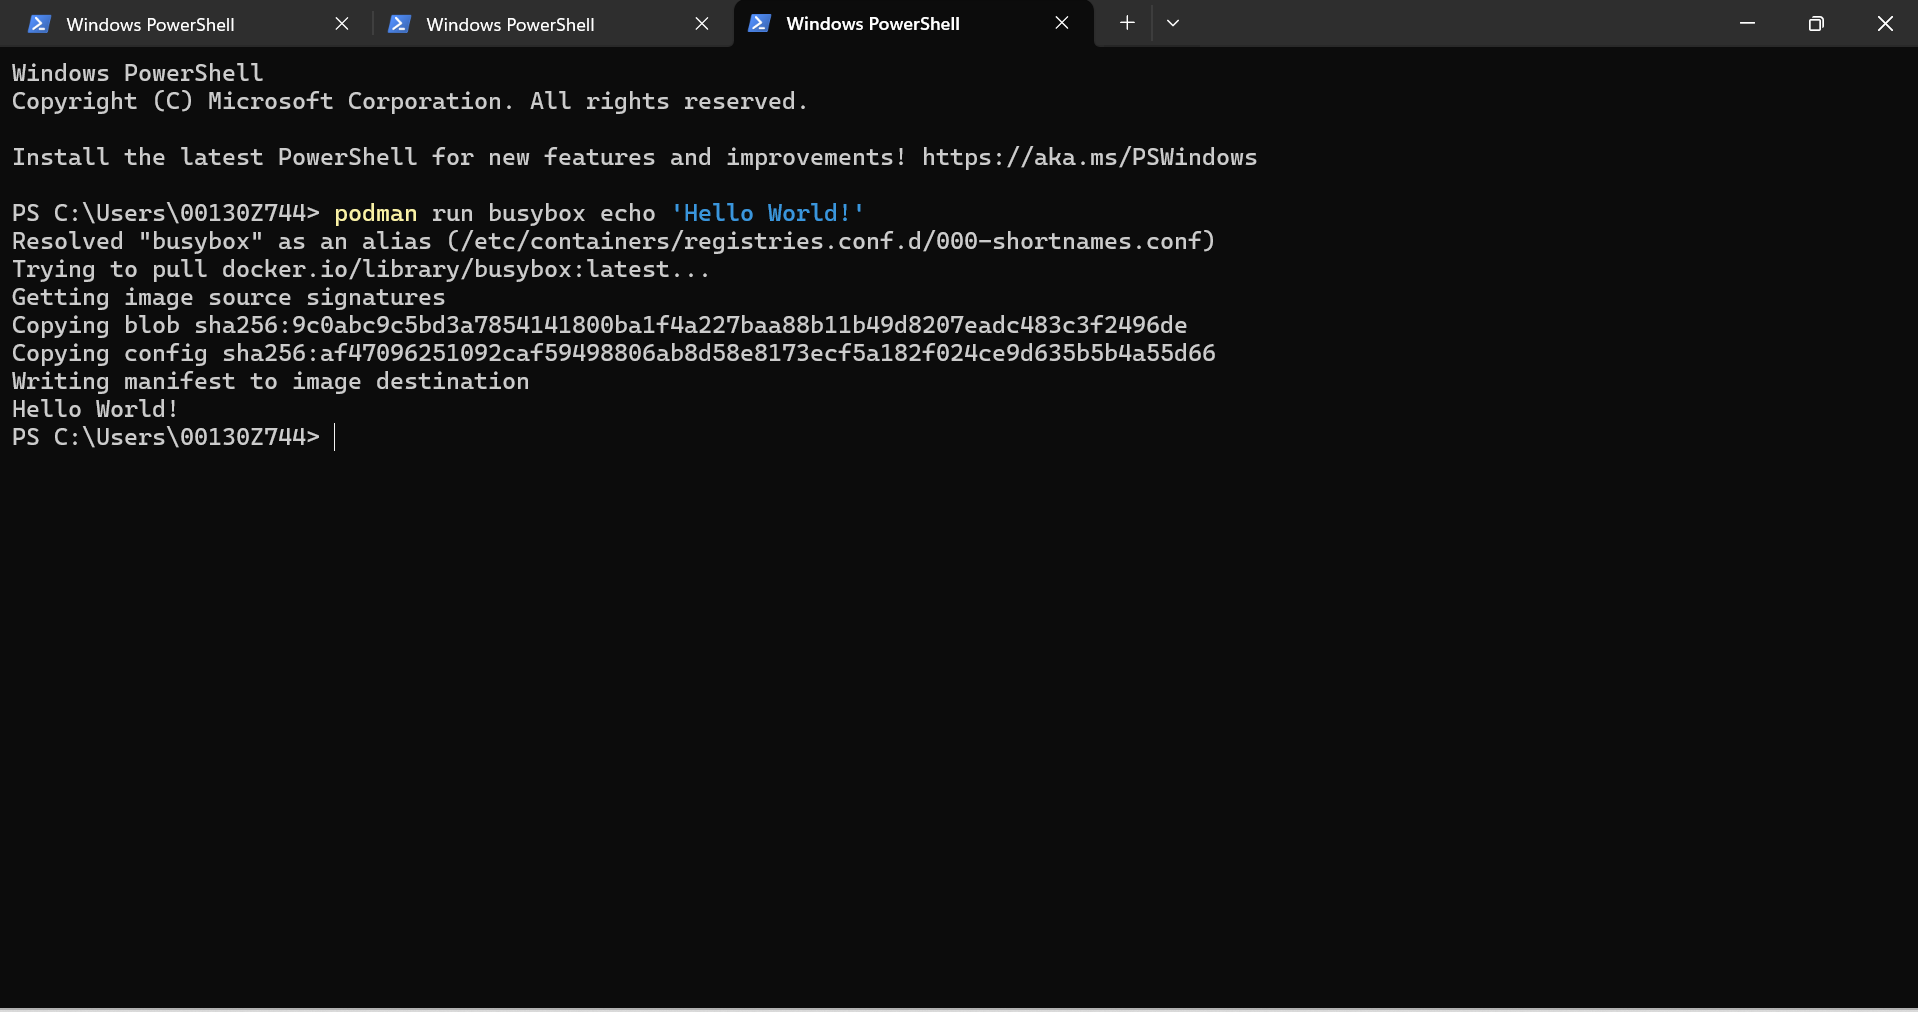 Windows PowerShell
Windows PowerShell
Windows PowerShell
Windows PowerShell
Copyright (C) Microsoft Corporation. All rights reserved.
Install the latest PowerShell for new features and improvements! https://aka.ms/PSWindows
PS C:\Users\00130Z744> podman run busybox echo 'Hello World!'
Resolved "busybox" as an alias (/etc/containers/registries.conf.d/000-shortnames.conf)
Trying to pull docker.io/library/busybox:latest...
Getting image source signatures
Copying blob sha256:9c0abc9c5bd3a7854141800ba1f4a227baa88b11b49d8207eadc483c3f2496de
Copying config sha256:af47096251092caf59498806ab8d58e8173ecf5a182f024ce9d635b5b4a55d66
Writing manifest to image destination
Hello World!
PS C:\Users\00130Z744>